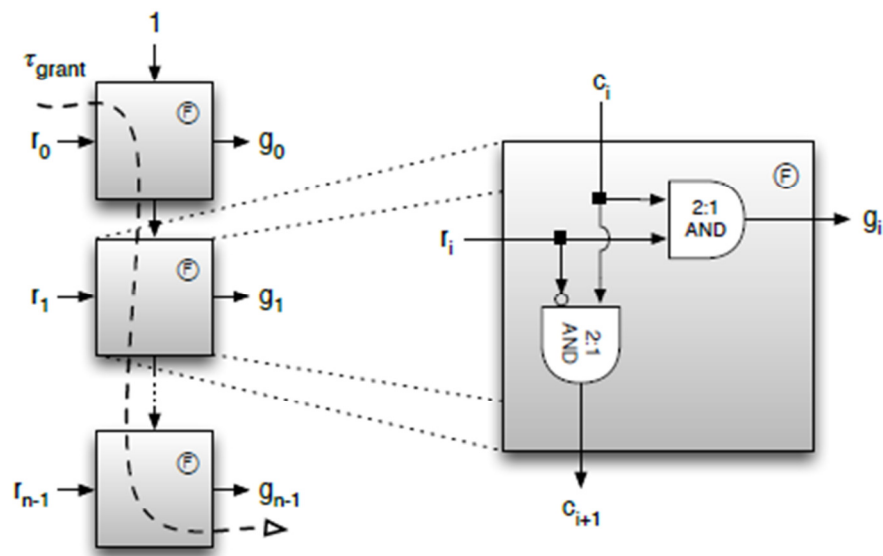 1
τgrant
F
r0
g0
F
r1
g1
F
rn-1
gn-1
ci
F
2:1
AND
ri
gi
2:1
AND
ci+1